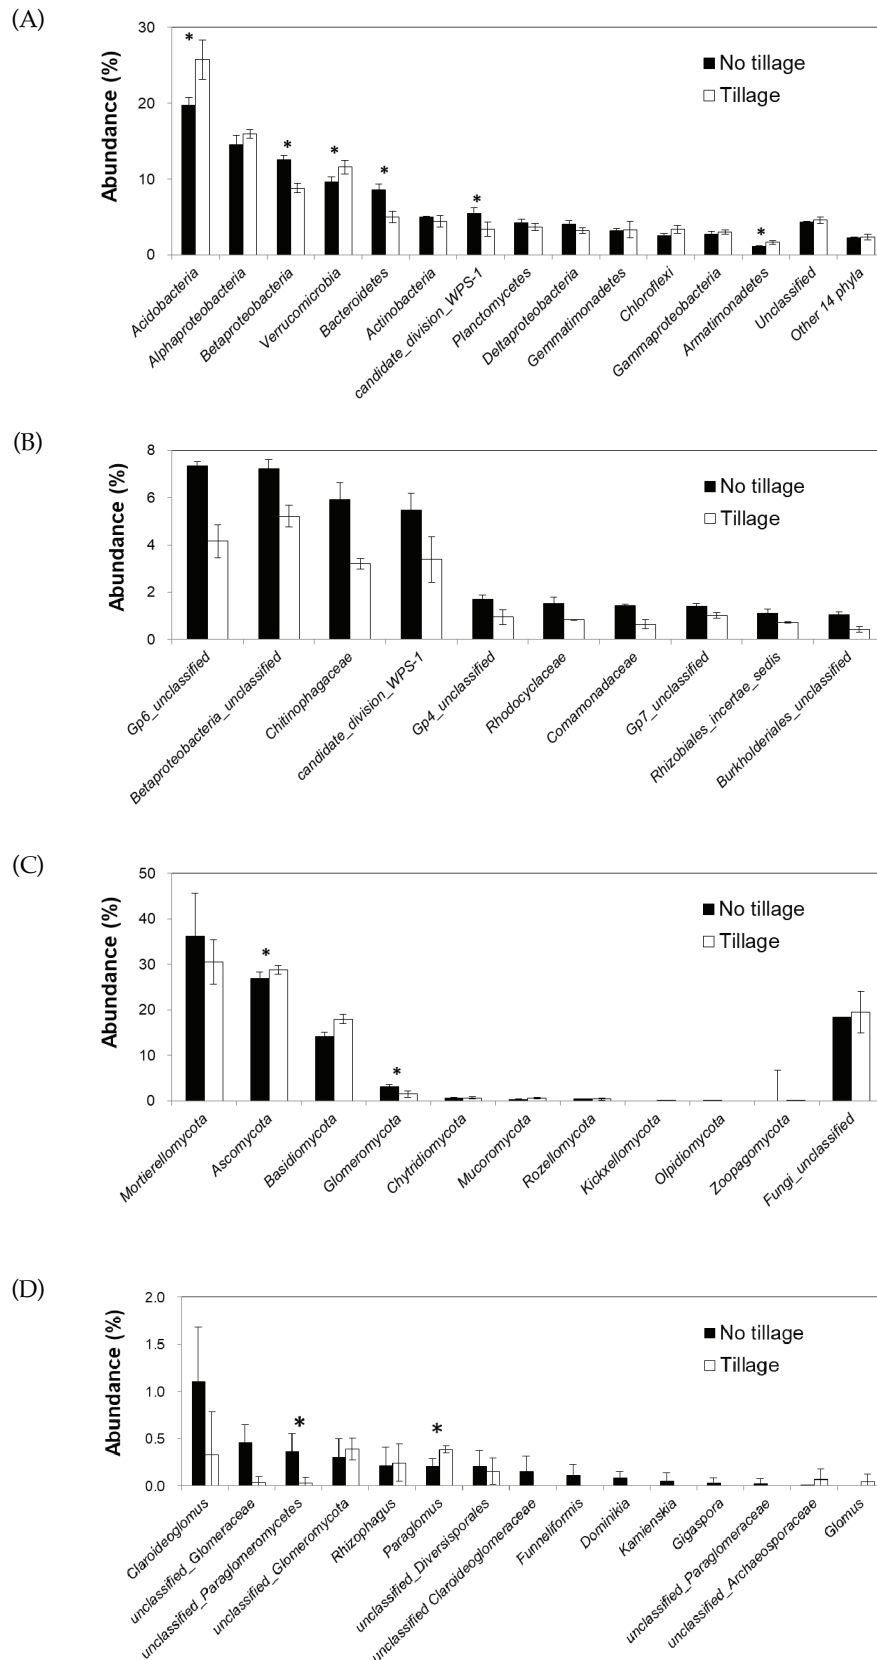 (A)
Abundance (%)
30
20
10
0
No tillage
Tillage
*
*
*
*
*
*
Acidobacteria
Alphaproteobacteria
Betaproteobacteria
Verrucomicrobia
Bacteroidetes
Actinobacteria
candidate_division_WPS-1
Planctomycetes
Deltaproteobacteria
Gemmatimonadetes
Chloroflexi
Gammaproteobacteria
Armatimonadetes
Unclassified
Other 14 phyla
(B)
Abundance (%)
8
6
4
2
0
No tillage
Tillage
Gp6_unclassified
Betaproteobacteria_unclassified
Chitinophagaceae
candidate_division_WPS-1
Gp4_unclassified
Rhodocyclaceae
Comamonadaceae
Gp7_unclassified
Rhizobiales_incertae_sedis
Burkholderiales_unclassified
(C)
Abundance (%)
50
40
30
20
10
0
No tillage
Tillage
*
*
Mortierellomycota
Ascomycota
Basidiomycota
Glomeromycota
Chytridiomycota
Mucoromycota
Rozellomycota
Kickxellomycota
Olpidiomycota
Zoopagomycota
Fungi_unclassified
(D)
Abundance (%)
2.0
1.5
1.0
0.5
0.0
No tillage
Tillage
*
*
Claroideoglomus
unclassified_Glomeraceae
unclassified_Paraglomeromycetes
unclassified_Glomeromycota
Rhizophagus
Paraglomus
unclassified_Diversisporales
unclassified Claroideoglomeraceae
Funneliformis
Dominikia
Kamienskia
Gigaspora
unclassified_Paraglomeraceae
unclassified_Archaeosporaceae
Glomus